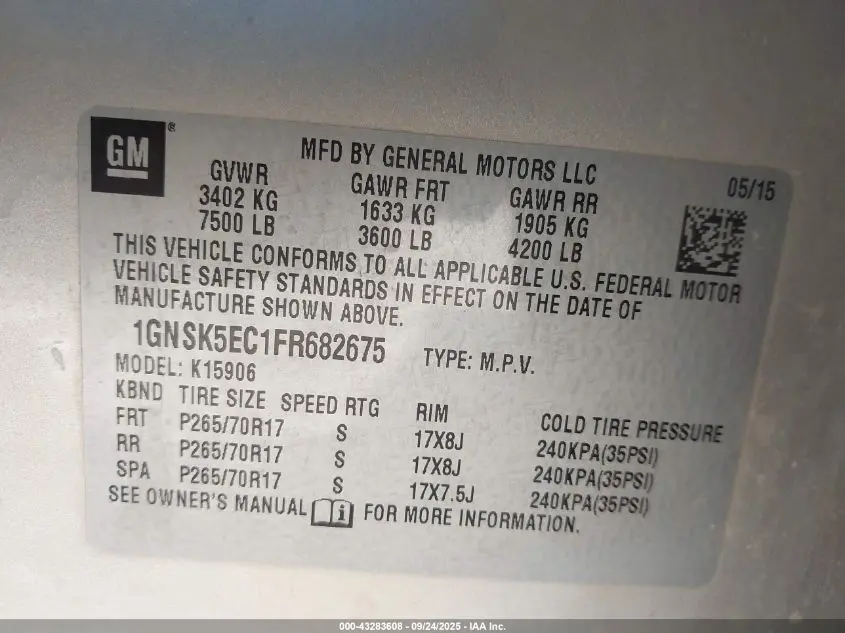 GM®
MFD BY GENERAL MOTORS LLC
05/15
GVWR GAWR FRT GAWR RR
3402 KG 1633 KG 1905 KG
7500 LB 3600 LB 4200 LB
THIS VEHICLE CONFORMS TO ALL APPLICABLE U.S. FEDERAL MOTOR
VEHICLE SAFETY STANDARDS IN EFFECT ON THE DATE OF
MANUFACTURE SHOWN ABOVE.
1GNSK5EC1FR682675 TYPE: M.P.V.
MODEL: K15906
KBND TIRE SIZE SPEED RTG RIM COLD TIRE PRESSURE
FRT P265/70R17 S 17X8J 240KPA(35PSI)
RR P265/70R17 S 17X8J 240KPA(35PSI)
SPA P265/70R17 S 17X7.5J 240KPA(35PSI)
SEE OWNER'S MANUAL i FOR MORE INFORMATION.
000-43283608 - 09/24/2025 - IAA Inc.